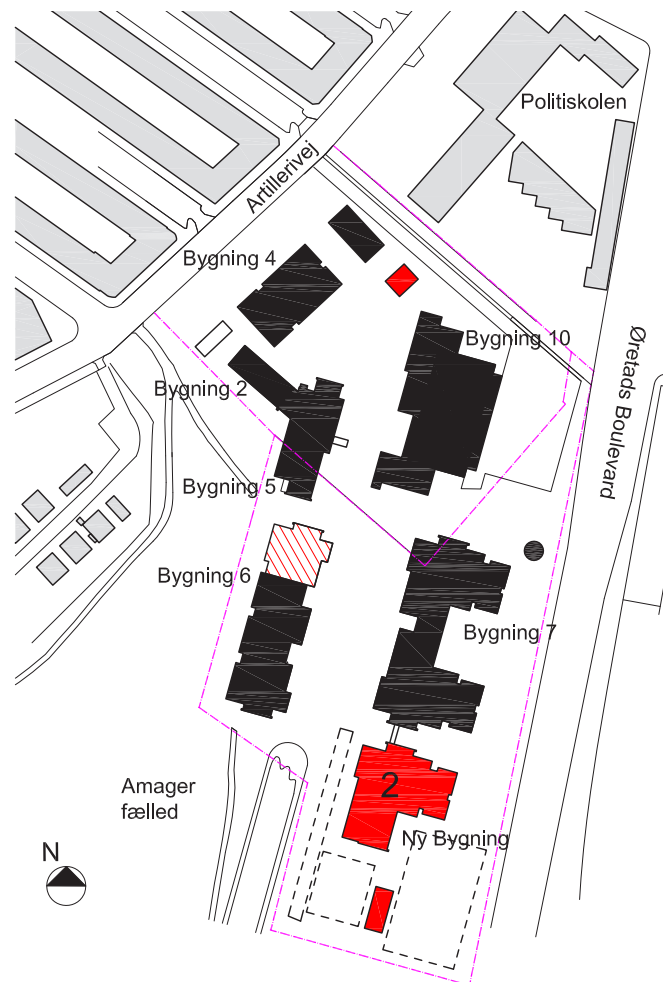 Politiskolen
Artillerivej
Bygning 4
Bygning 10
Øretads Boulevard
Bygning 2
Bygning 5
Bygning 6
Bygning 7
2
Amager
fælled
Ny Bygning
N